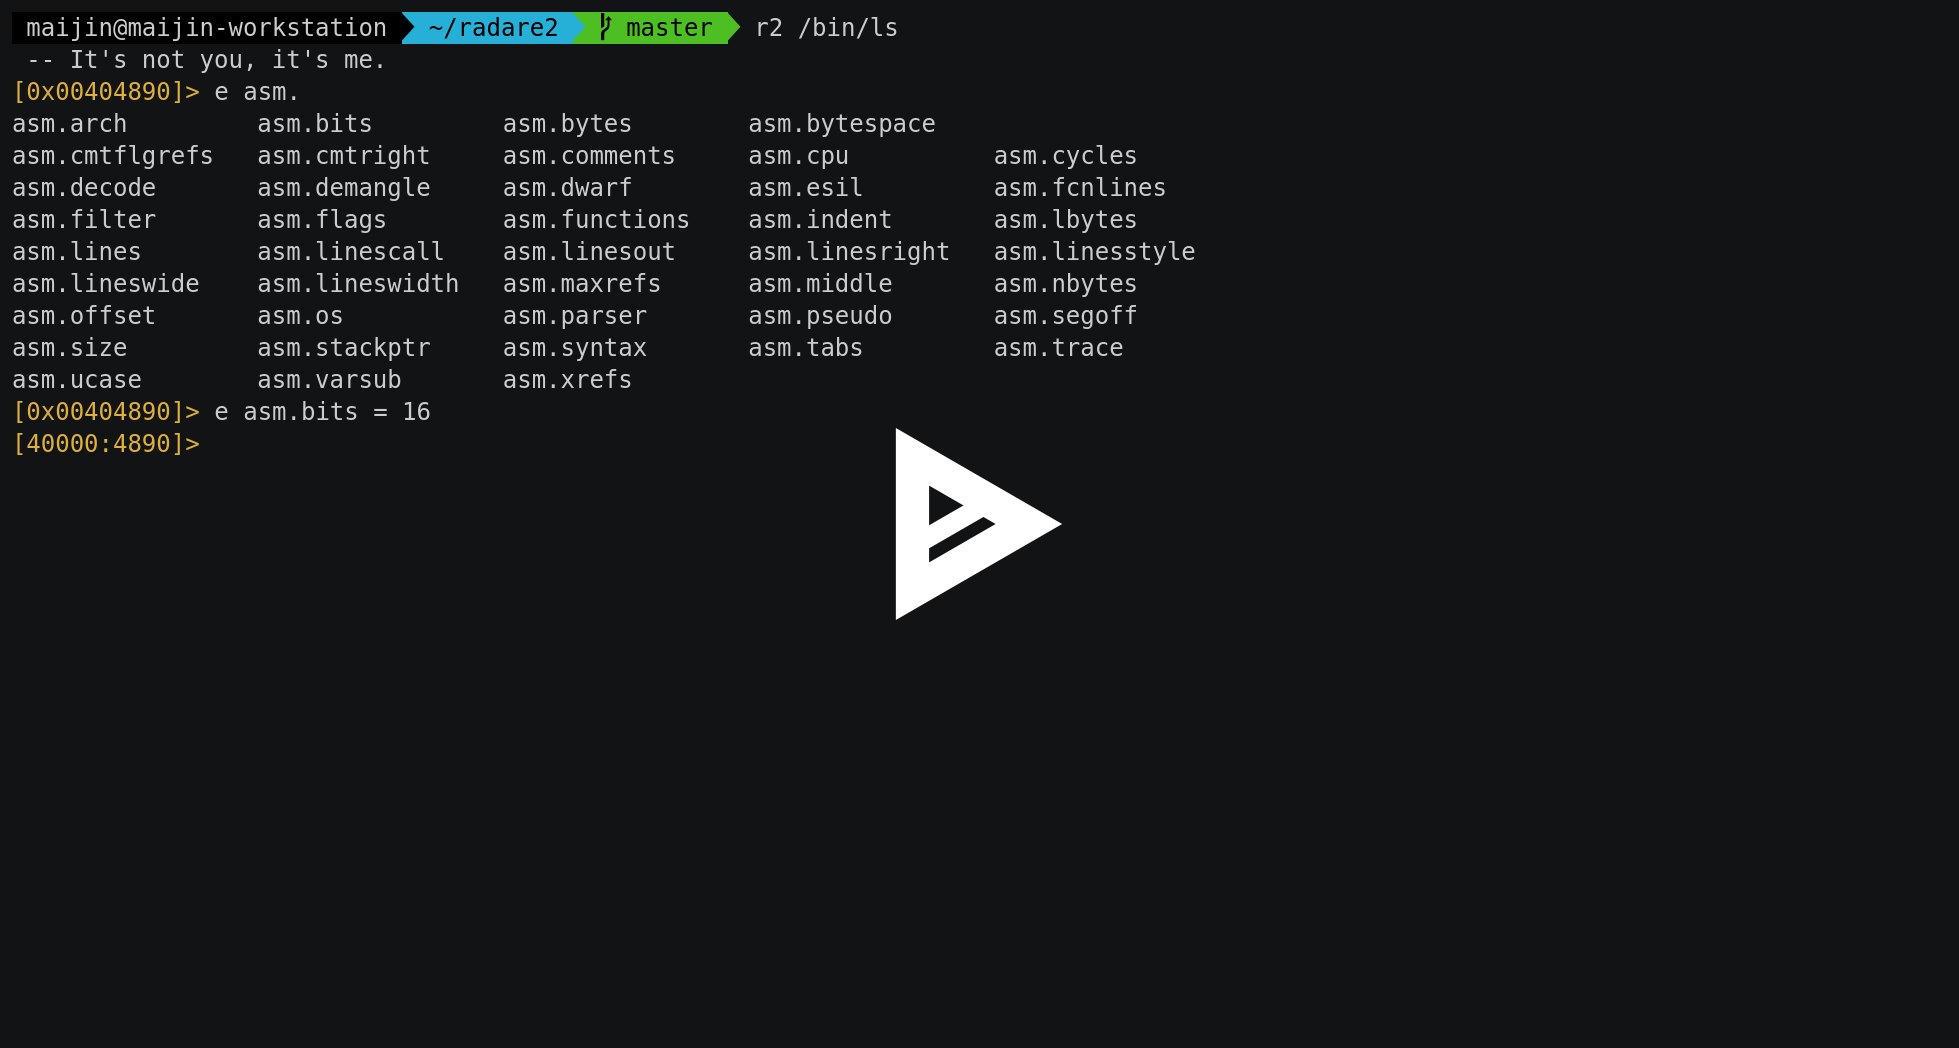 maijin@maijin-workstation ~/radare2 master r2 /bin/ls
-- It's not you, it's me.
[0x00404890]> e asm.
asm.arch asm.bits asm.bytes asm.bytespace
asm.cmtflgrefs asm.cmtright asm.comments asm.cpu asm.cycles
asm.decode asm.demangle asm.dwarf asm.esil asm.fcnlines
asm.filter asm.flags asm.functions asm.indent asm.lbytes
asm.lines asm.linescall asm.linesout asm.linesright asm.linesstyle
asm.lineswide asm.lineswidth asm.maxrefs asm.middle asm.nbytes
asm.offset asm.os asm.parser asm.pseudo asm.segoff
asm.size asm.stackptr asm.syntax asm.tabs asm.trace
asm.ucase asm.varsub asm.xrefs
[0x00404890]> e asm.bits = 16
[40000:4890]>